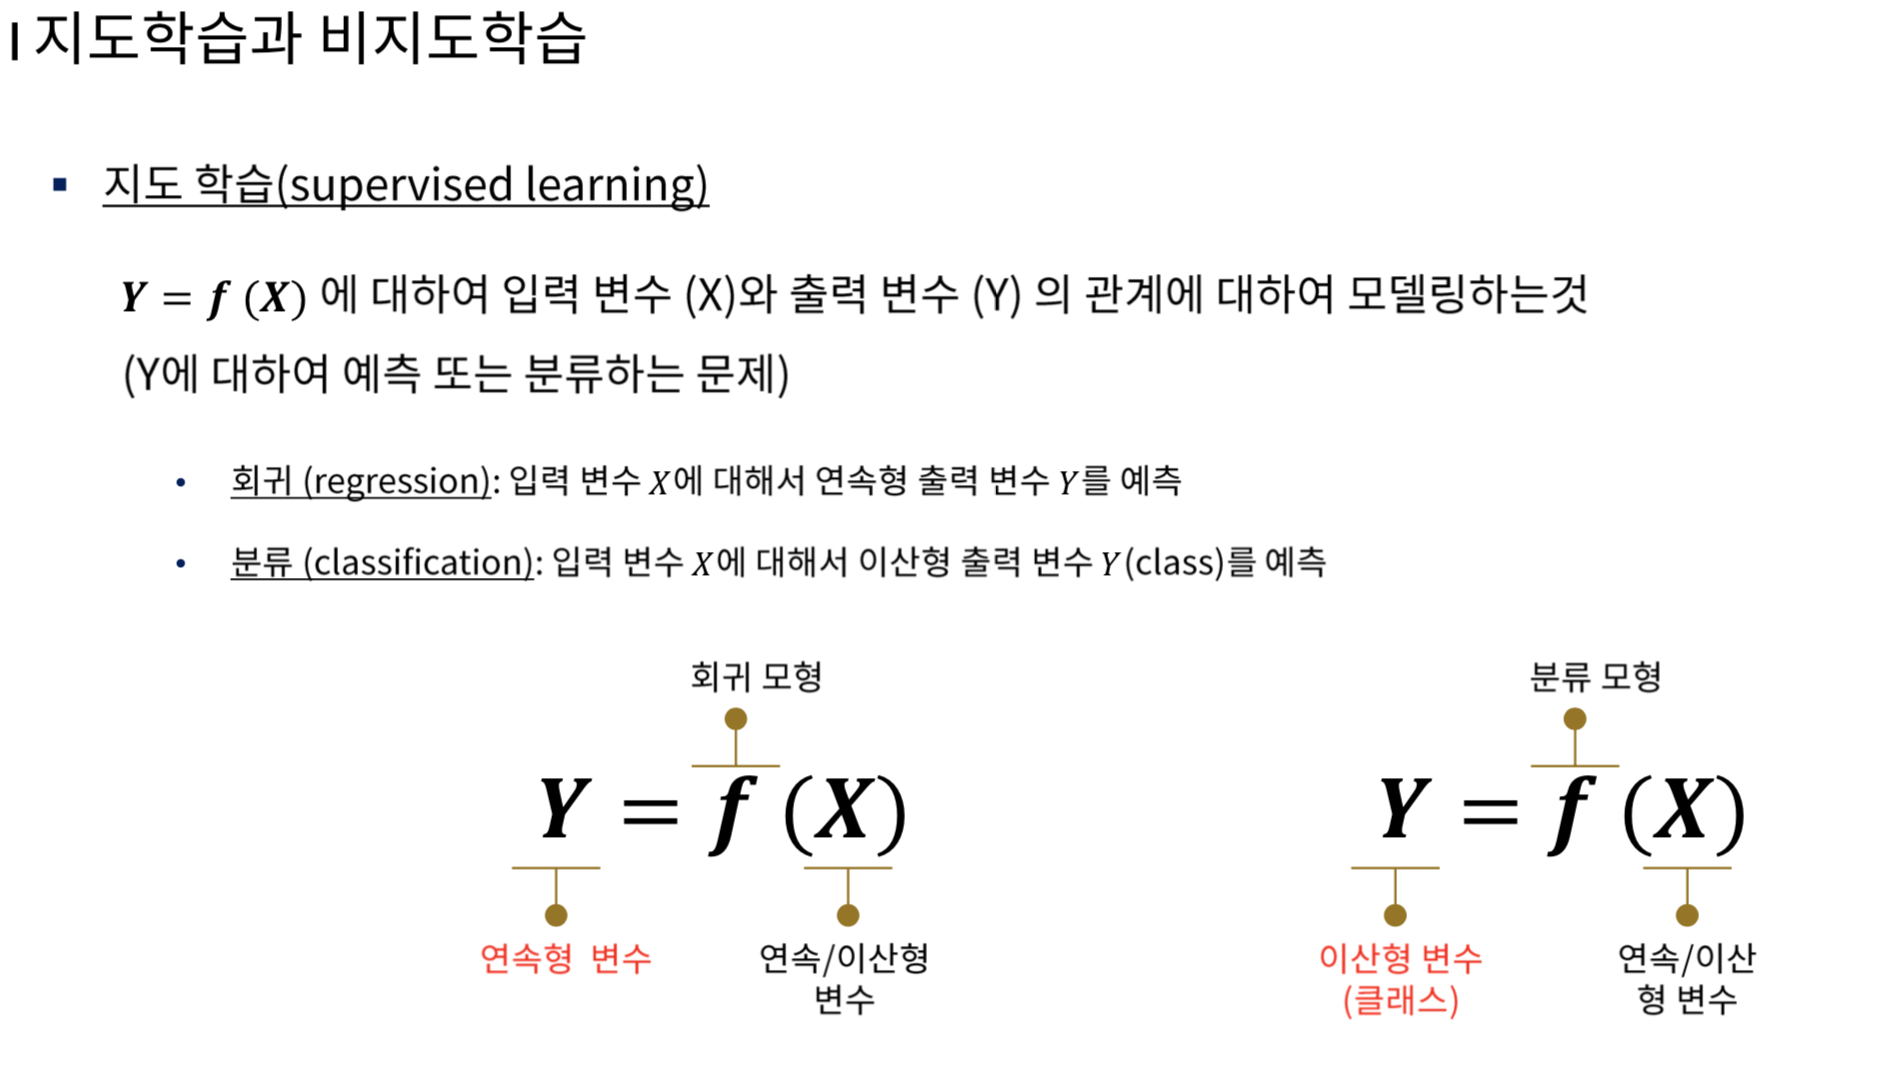 I 지도학습과 비지도학습
▪ 지도 학습(supervised learning)
Y = f (X) 에 대하여 입력 변수 (X)와 출력 변수 (Y) 의 관계에 대하여 모델링하는것
(Y에 대하여 예측 또는 분류하는 문제)
• 회귀 (regression): 입력 변수 X에 대해서 연속형 출력 변수 Y를 예측
• 분류 (classification): 입력 변수 X에 대해서 이산형 출력 변수 Y(class)를 예측
회귀 모형
Y = f (X)
연속형 변수
연속/이산형
변수
분류 모형
Y = f (X)
이산형 변수
(클래스)
연속/이산
형 변수